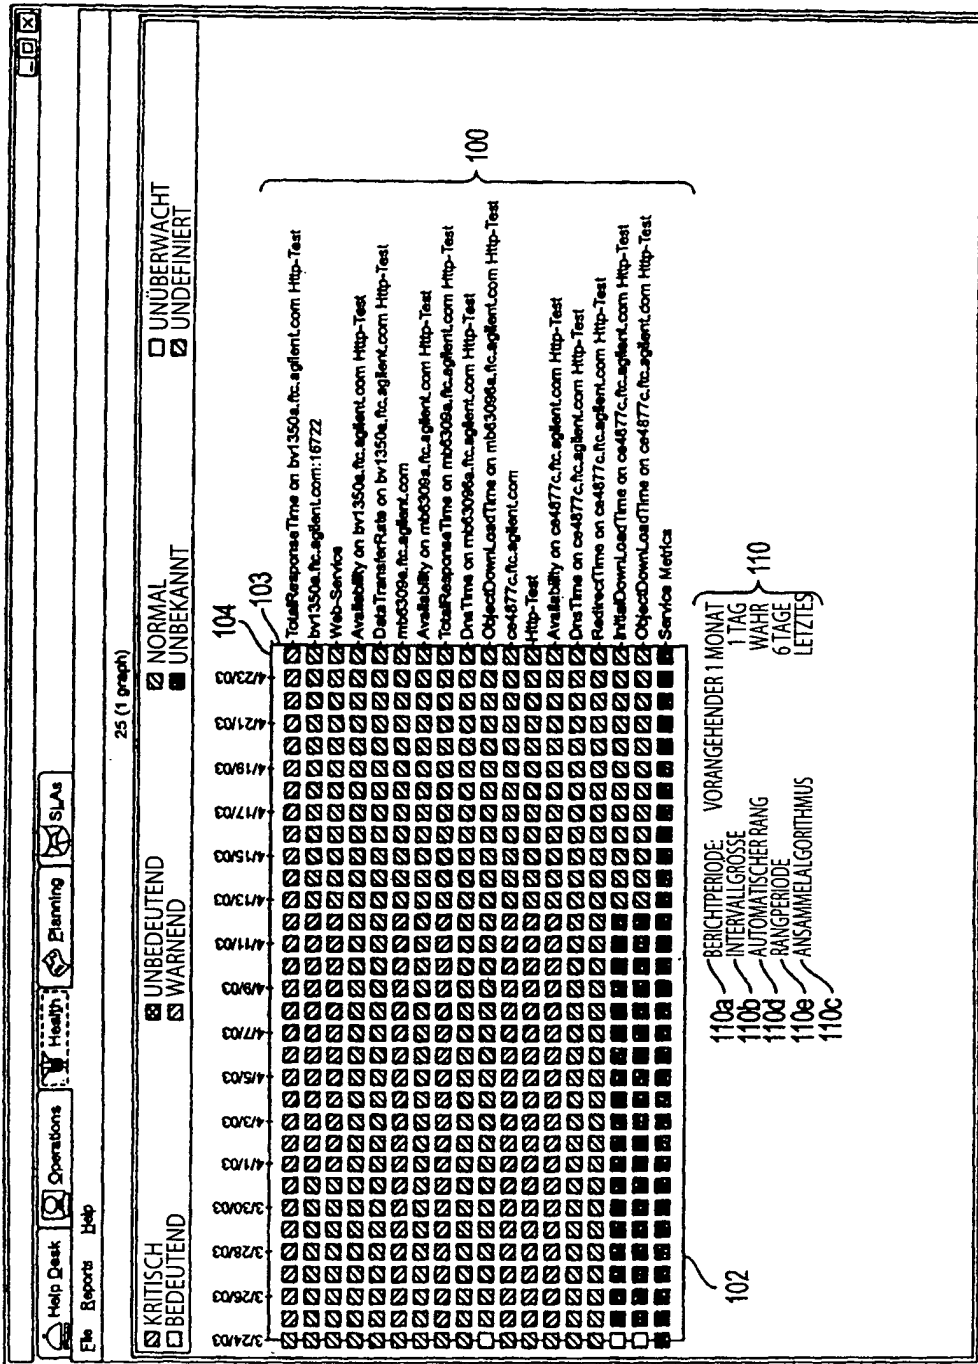 Help Desk Operations Health Planning SLAs
File Reports Help
25 (1 graph)
KRITISCH UNBEDEUTEND NORMAL UNÜBERWACHT
BEDEUTEND WARNEND UNBEKANNT UNDEFINIERT
3/24/03 3/26/03 3/28/03 3/30/03 4/1/03 4/3/03 4/5/03 4/7/03 4/9/03 4/11/03 4/13/03 4/15/03 4/17/03 4/19/03 4/21/03 4/23/03
104
103
TotalResponseTime on bv1350a.ftc.agilent.com Http-Test
bv1350a.ftc.agilent.com:16722
Web-Service
Availability on bv1350a.ftc.agilent.com Http-Test
DataTransferRate on bv1350a.ftc.agilent.com Http-Test
mb6309a.ftc.agilent.com
Availability on mb6309a.ftc.agilent.com Http-Test
TotalResponseTime on mb6309a.ftc.agilent.com Http-Test
DnsTime on mb63096a.ftc.agilent.com Http-Test
ObjectDownLoadTime on mb63096a.ftc.agilent.com Http-Test
ce4877c.ftc.agilent.com
Http-Test
Availability on ce4877c.ftc.agilent.com Http-Test
DnsTime on ce4877c.ftc.agilent.com Http-Test
RedirectTime on ce4877c.ftc.agilent.com Http-Test
InitialDownLoadTime on ce4877c.ftc.agilent.com Http-Test
ObjectDownLoadTime on ce4877c.ftc.agilent.com Http-Test
Service Metrics
100
102
110a BERICHTPERIODE: VORANGEHENDER 1 MONAT
110b INTERVALLGRÖSSE 1 TAG
110d AUTOMATISCHER RANG WAHR
110e RANGPERIODE 6 TAGE
110c ANSAMMELALGORITHMUS LETZTES
110